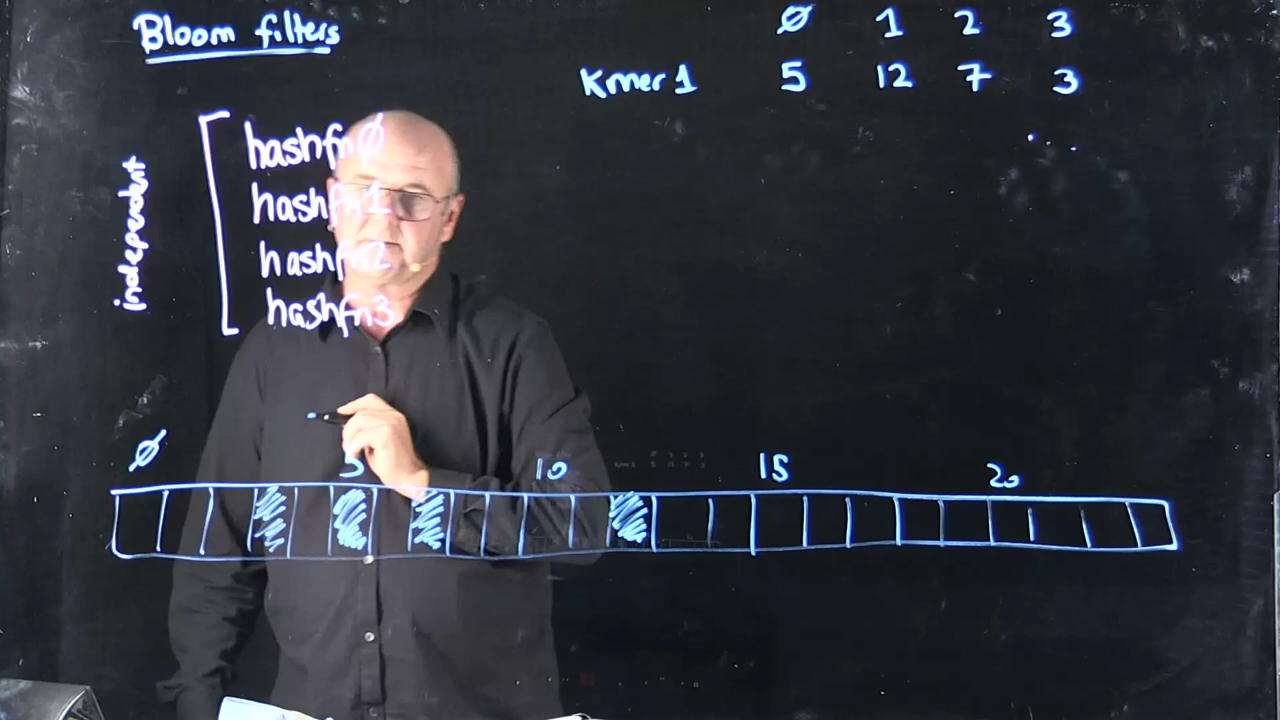 Bloom filters
Ø 1 2 3
Kmer 1 5 12 7 3
independent
hashfnØ
hashfn1
hashfn2
hashfn3
Ø 5 10 15 20